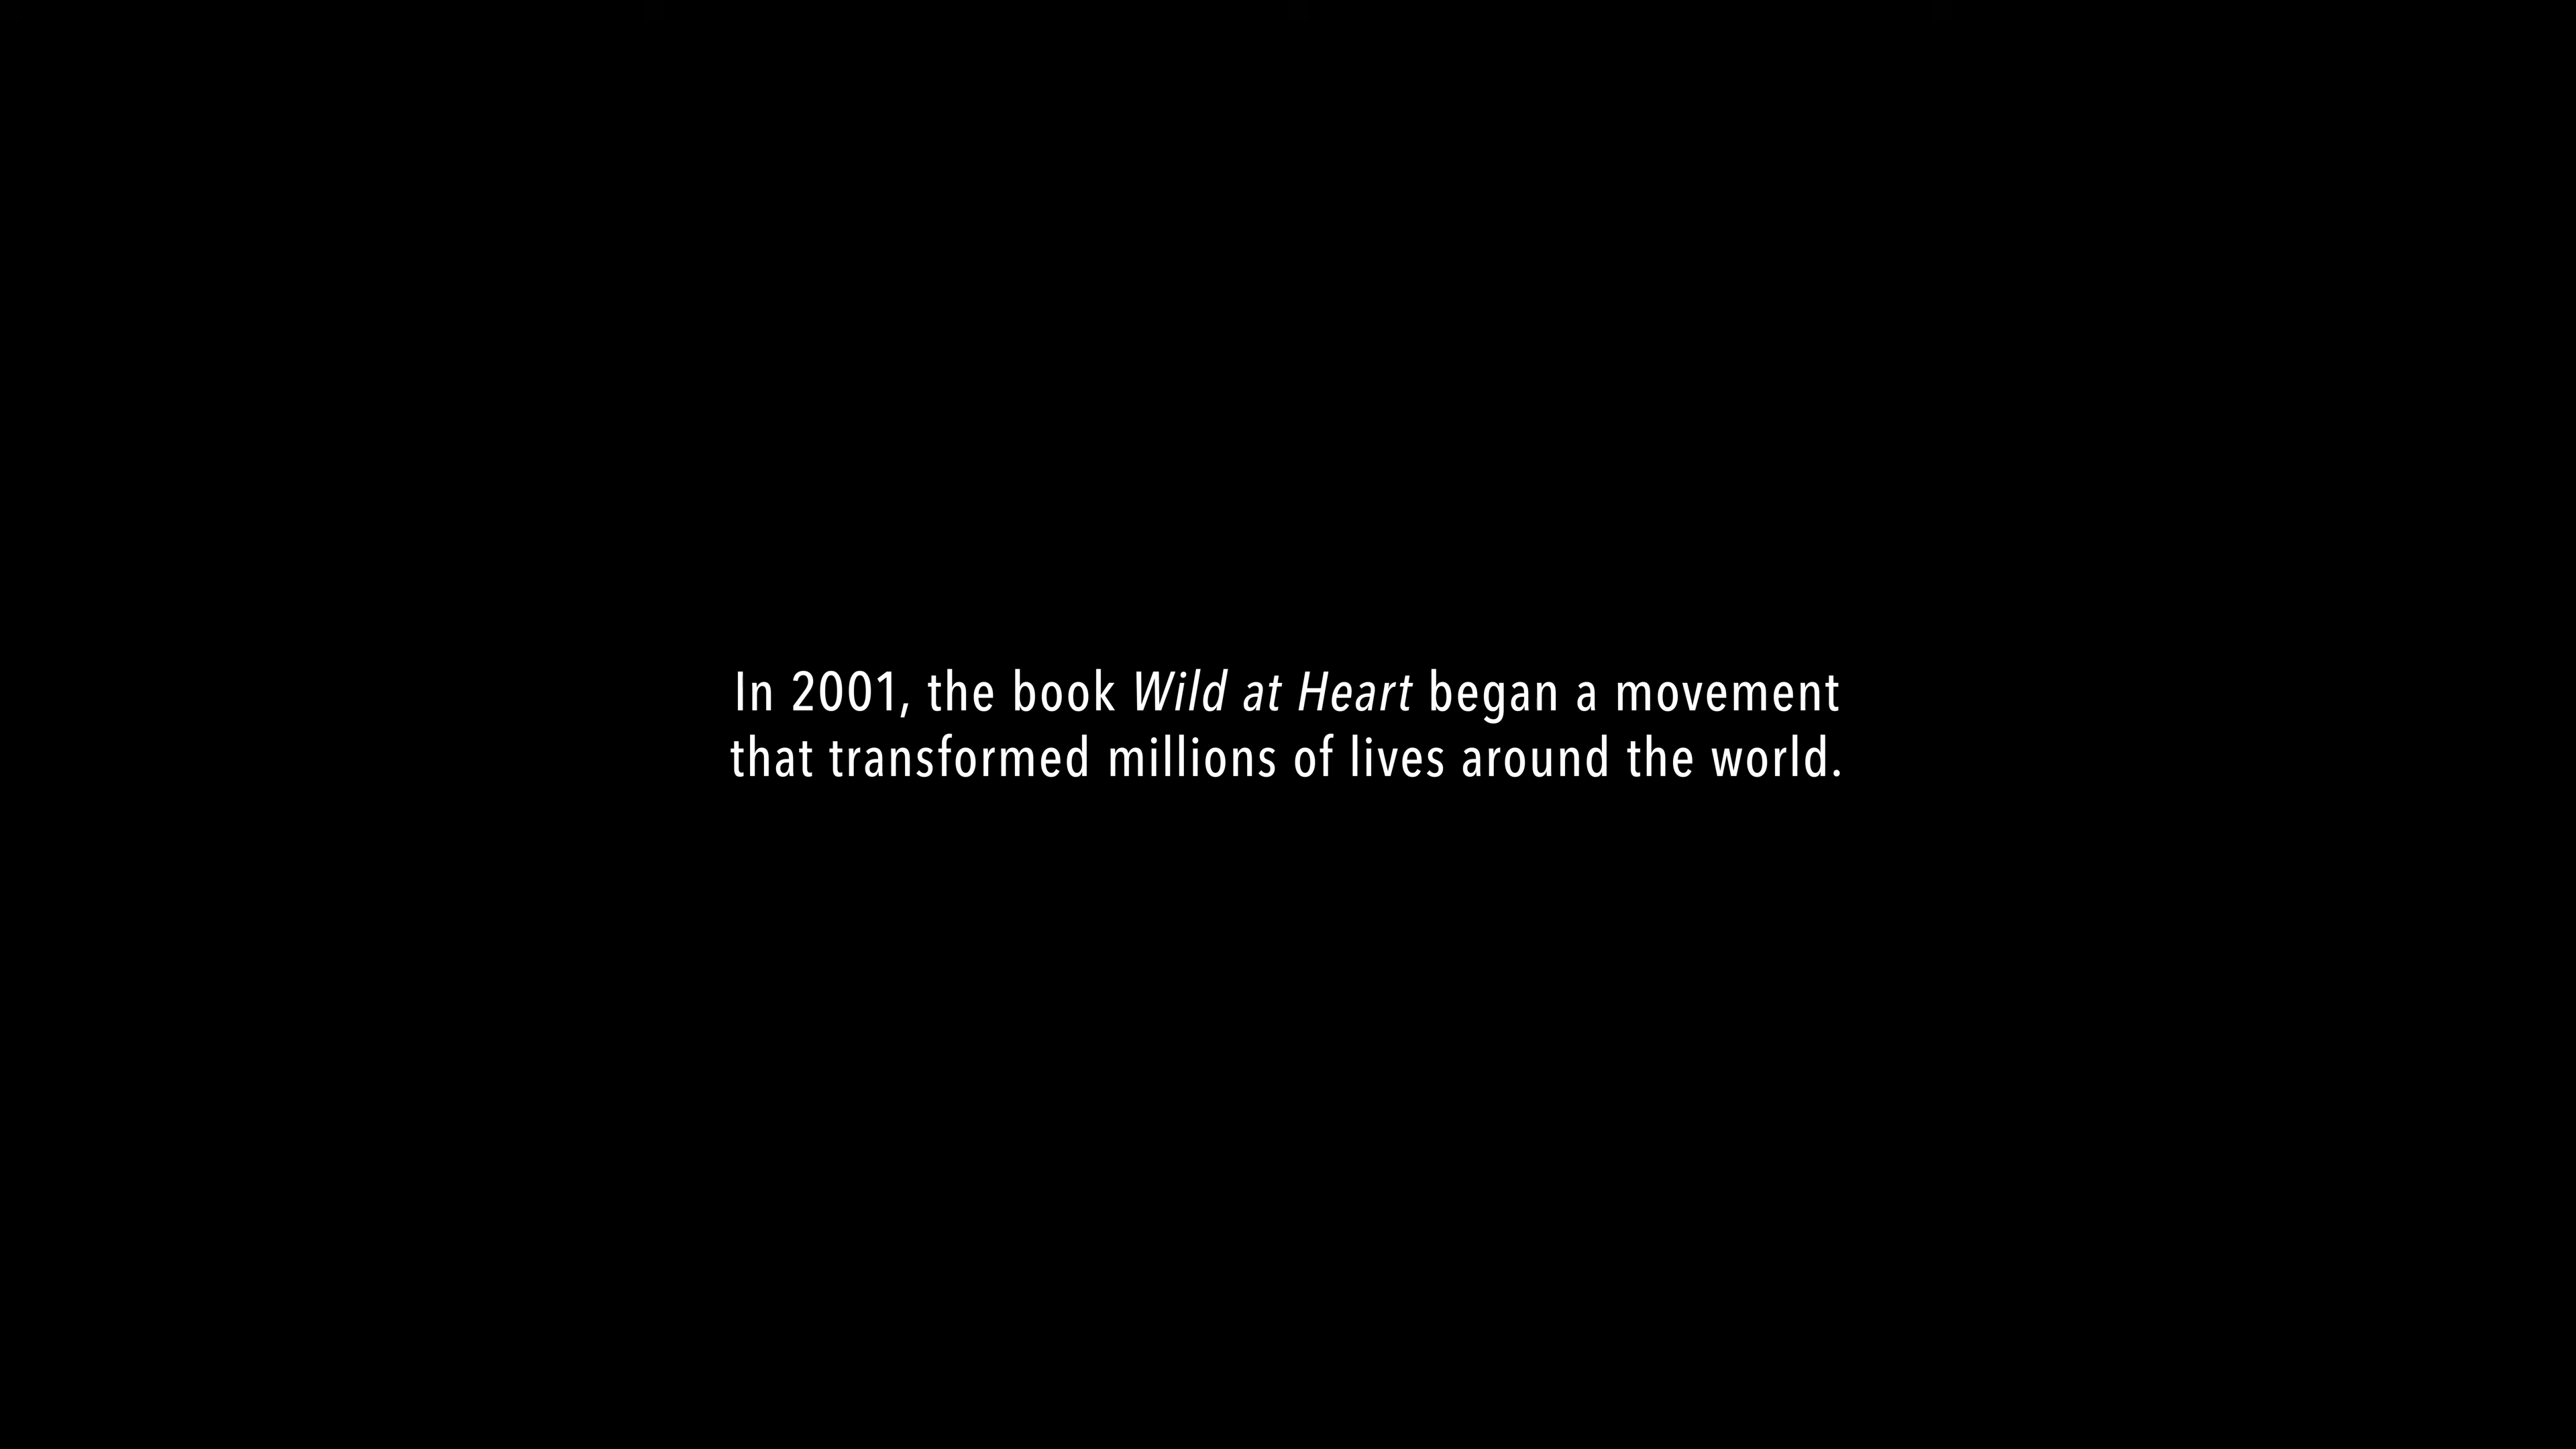 In 2001, the book Wild at Heart began a movement
that transformed millions of lives around the world.